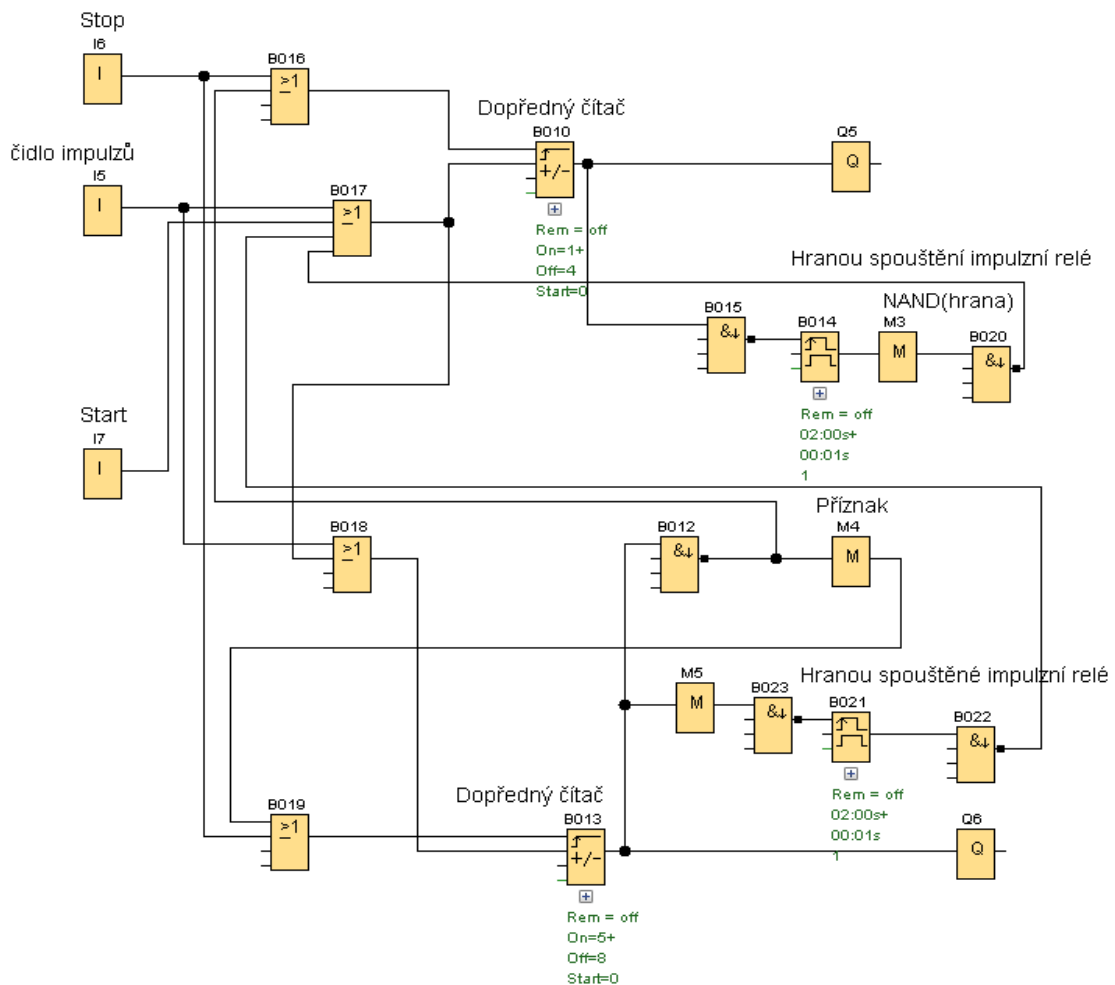 Stop
I6
I
B016
>1
čidlo impulzů
I5
I
B017
>1
Dopředný čítač
B010
+/-
Rem = off
On=1+
Off=4
Start=0
Q5
Q
Hranou spouštění impulzní relé
NAND(hrana)
B015
&↓
B014
M3
M
B020
&↓
Rem = off
02:00s+
00:01s
1
Start
I7
I
B018
>1
B012
&↓
Příznak
M4
M
Hranou spouštěné impulzní relé
M5
M
B023
&↓
B021
B022
&↓
Rem = off
02:00s+
00:01s
1
B019
>1
Dopředný čítač
B013
+/-
Rem = off
On=5+
Off=8
Start=0
Q6
Q